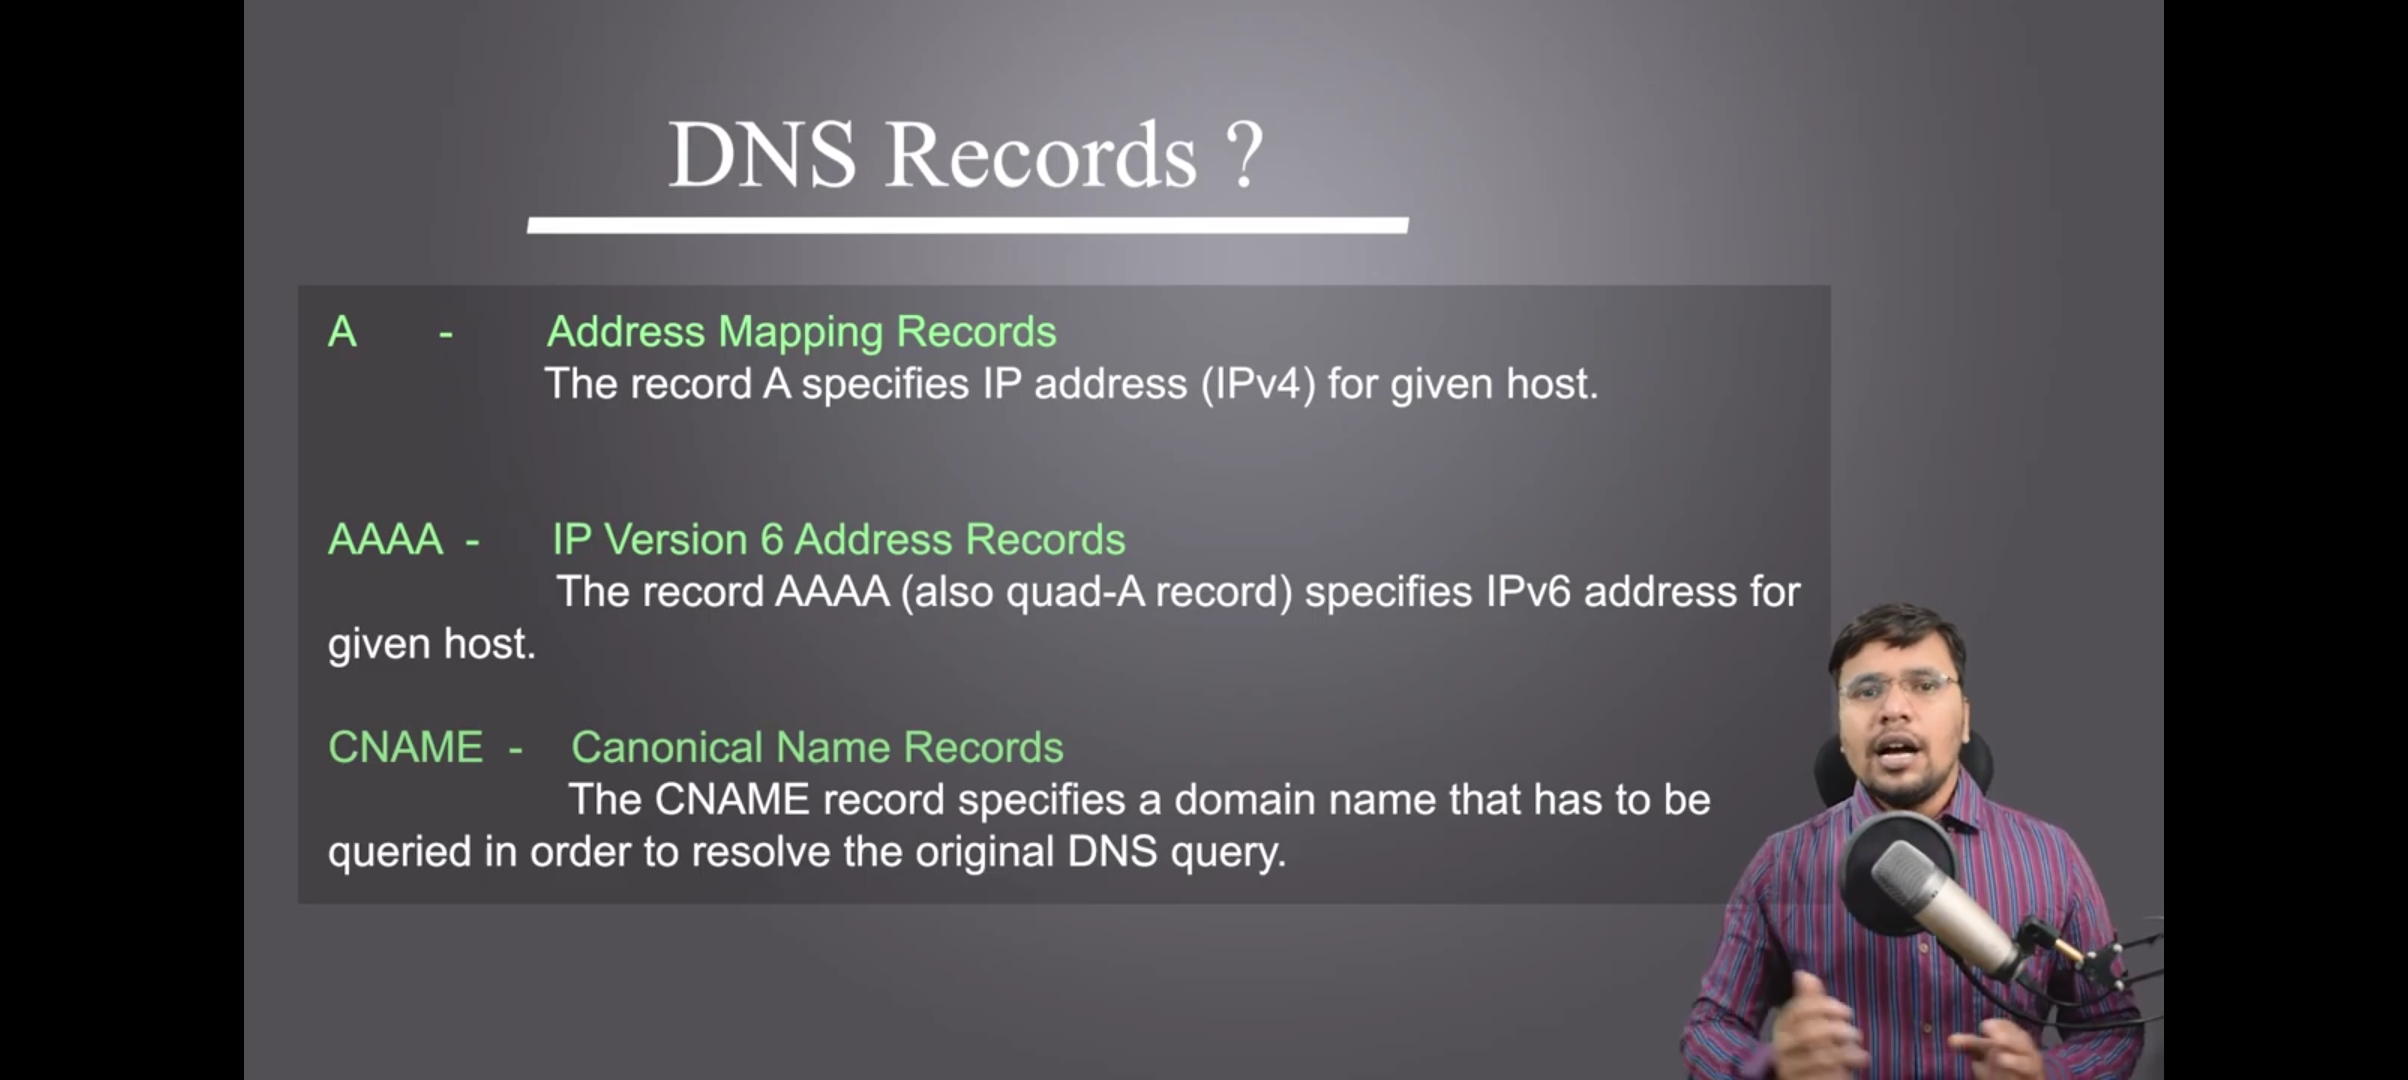 DNS Records ?
A - Address Mapping Records
The record A specifies IP address (IPv4) for given host.
AAAA - IP Version 6 Address Records
The record AAAA (also quad-A record) specifies IPv6 address for
given host.
CNAME - Canonical Name Records
The CNAME record specifies a domain name that has to be
queried in order to resolve the original DNS query.